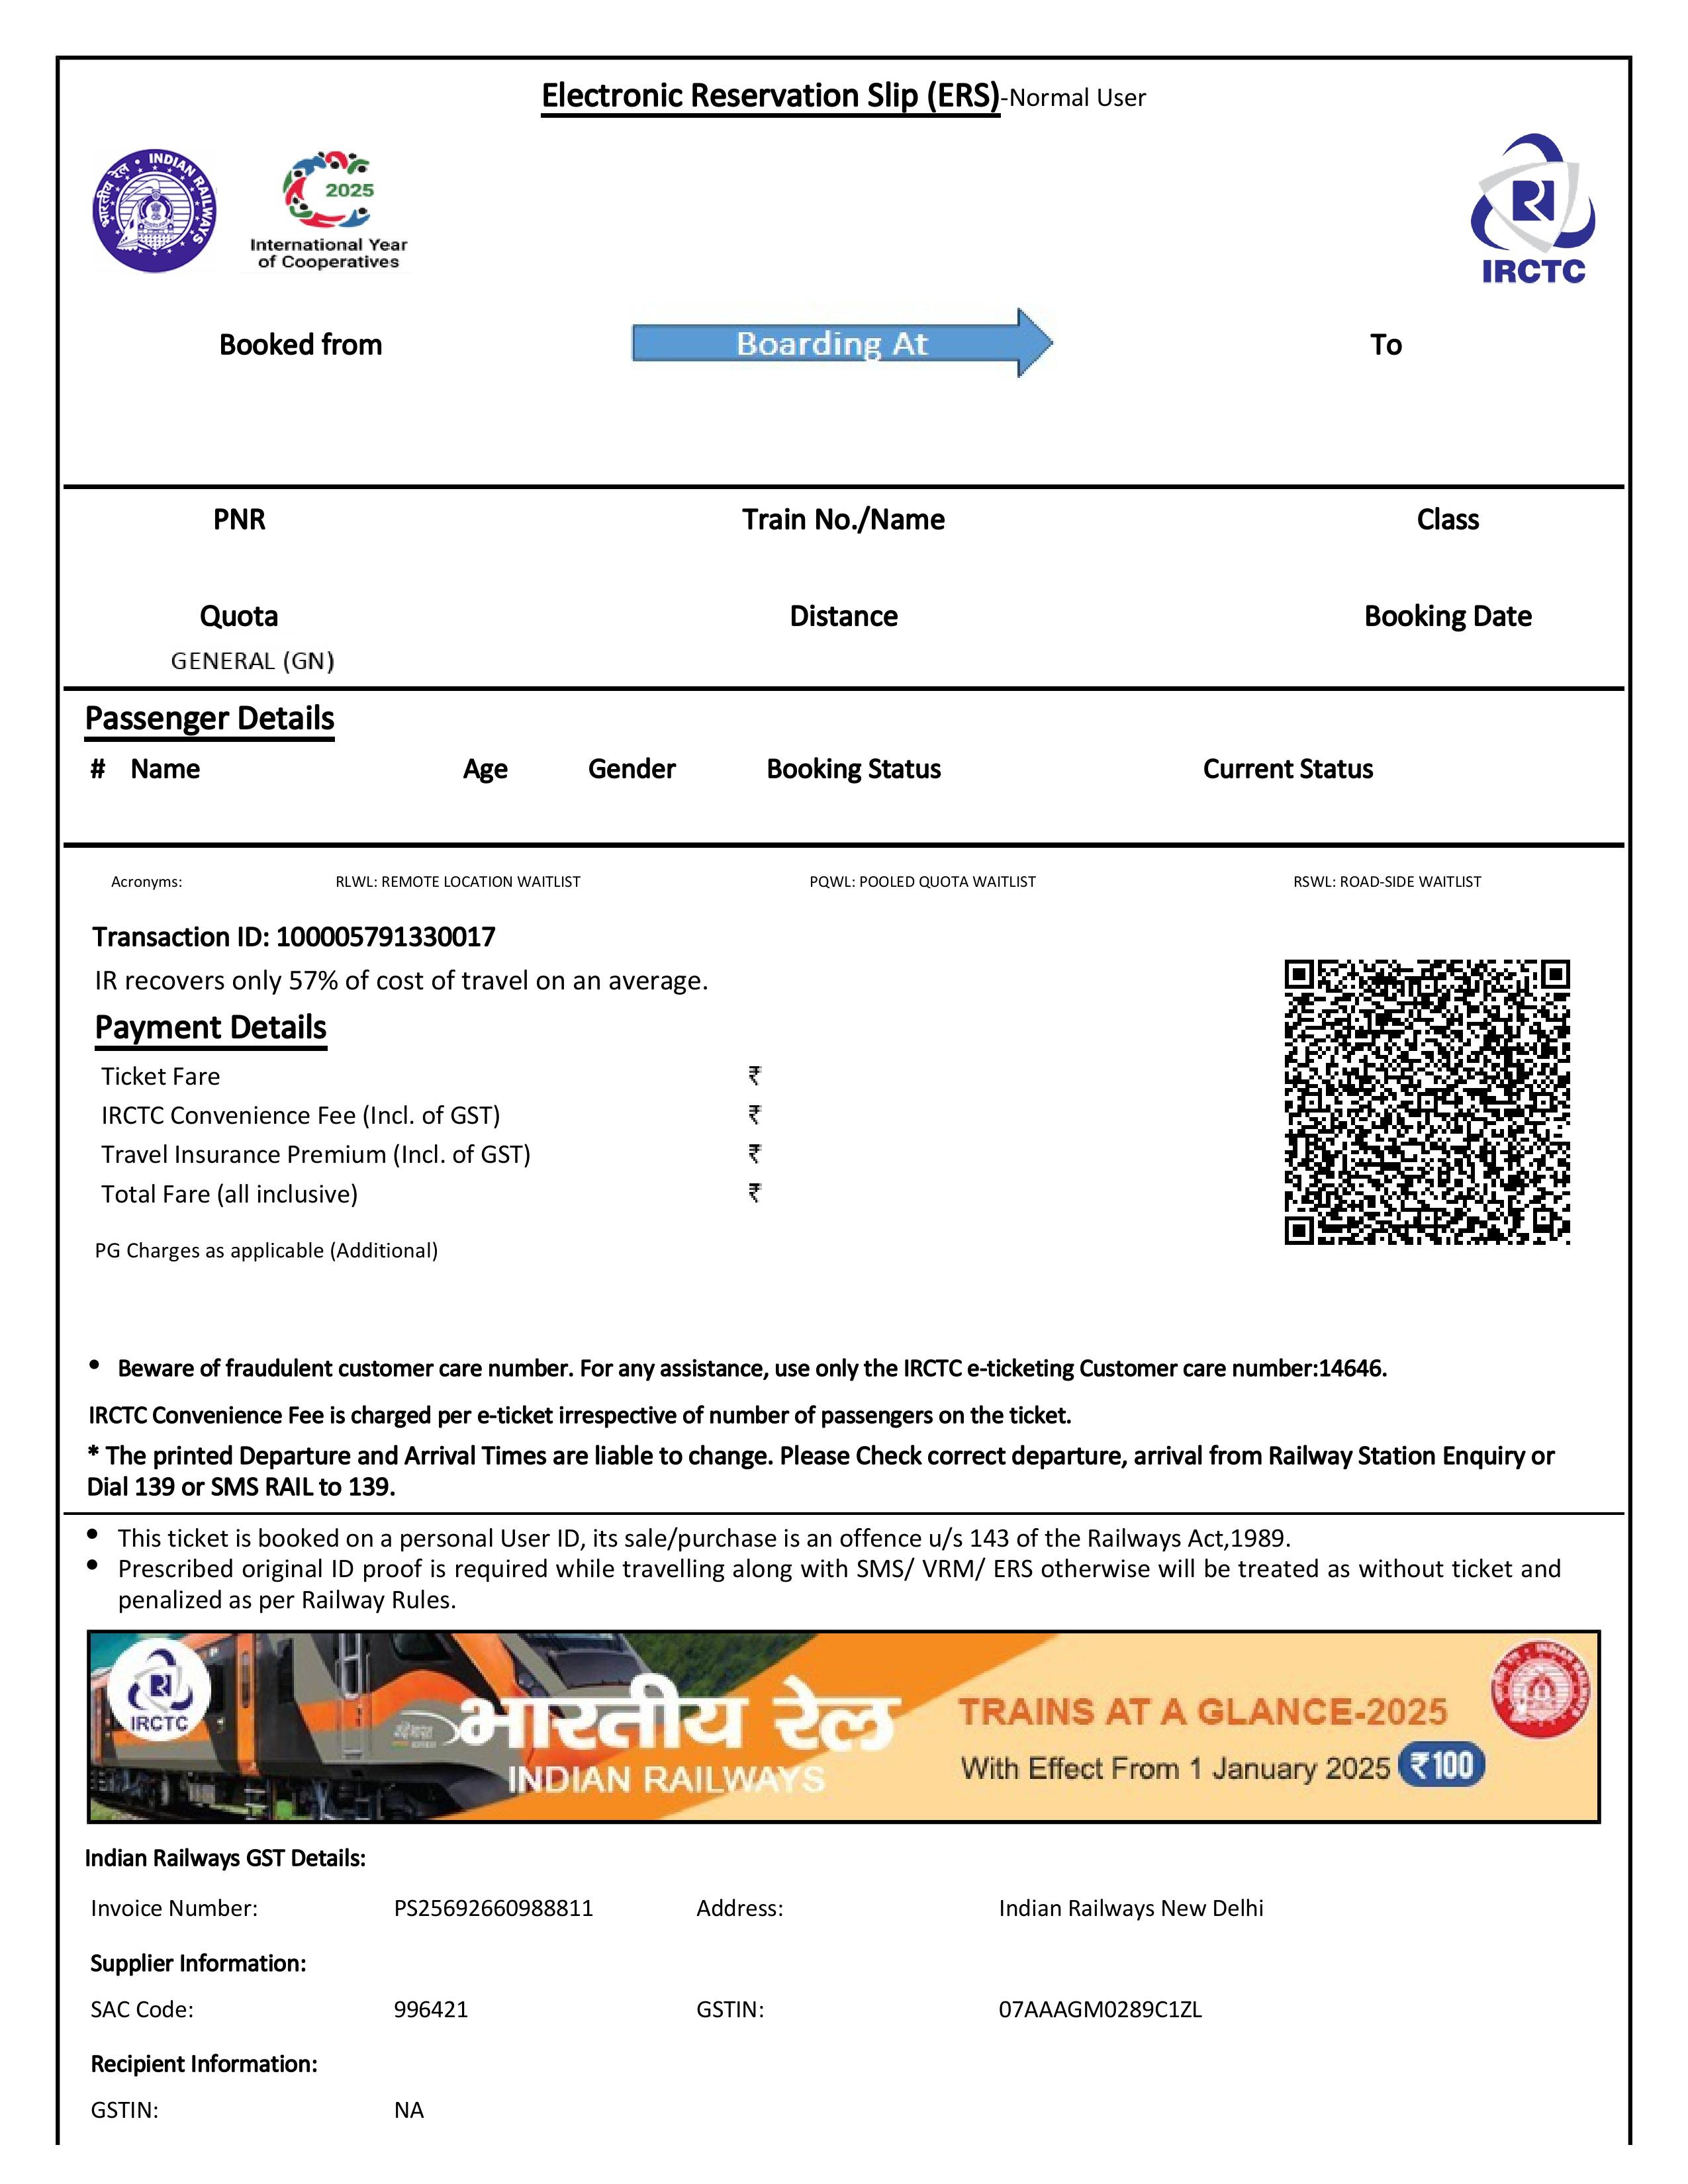 Electronic Reservation Slip (ERS)-Normal User
भारतीय रेल • INDIAN RAILWAYS
2025
International Year
of Cooperatives
IRCTC
Booked from
Boarding At
To
PNR Train No./Name Class
Quota Distance Booking Date
GENERAL (GN)
Passenger Details
# Name Age Gender Booking Status Current Status
Acronyms: RLWL: REMOTE LOCATION WAITLIST PQWL: POOLED QUOTA WAITLIST RSWL: ROAD-SIDE WAITLIST
Transaction ID: 100005791330017
IR recovers only 57% of cost of travel on an average.
Payment Details
Ticket Fare ₹
IRCTC Convenience Fee (Incl. of GST) ₹
Travel Insurance Premium (Incl. of GST) ₹
Total Fare (all inclusive) ₹
PG Charges as applicable (Additional)
• Beware of fraudulent customer care number. For any assistance, use only the IRCTC e-ticketing Customer care number:14646.
IRCTC Convenience Fee is charged per e-ticket irrespective of number of passengers on the ticket.
* The printed Departure and Arrival Times are liable to change. Please Check correct departure, arrival from Railway Station Enquiry or
Dial 139 or SMS RAIL to 139.
• This ticket is booked on a personal User ID, its sale/purchase is an offence u/s 143 of the Railways Act,1989.
• Prescribed original ID proof is required while travelling along with SMS/ VRM/ ERS otherwise will be treated as without ticket and
penalized as per Railway Rules.
IRCTC
भारतीय रेल
INDIAN RAILWAYS
TRAINS AT A GLANCE-2025
With Effect From 1 January 2025 ₹100
Indian Railways GST Details:
Invoice Number: PS25692660988811 Address: Indian Railways New Delhi
Supplier Information:
SAC Code: 996421 GSTIN: 07AAAGM0289C1ZL
Recipient Information:
GSTIN: NA